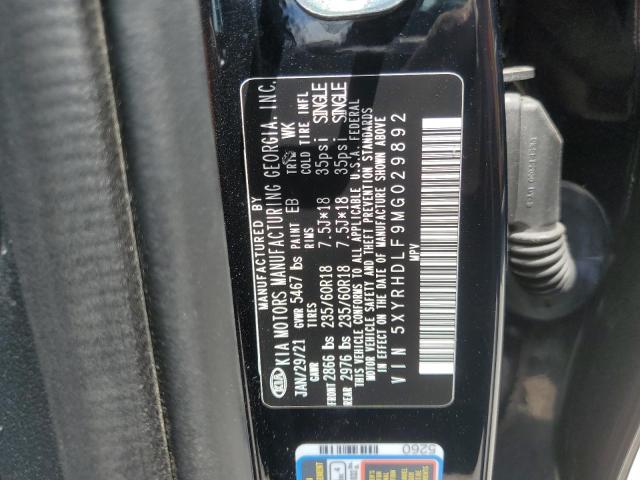 MANUFACTURED BY
KIA KIA MOTORS MANUFACTURING GEORGIA, INC.
JAN/29/21 GVWR 5467 lbs PAINT EB TRIM WK
GAWR TIRES RIMS COLD TIRE INFL
FRONT 2866 lbs 235/60R18 7.5J*18 35psi SINGLE
REAR 2976 lbs 235/60R18 7.5J*18 35psi SINGLE
THIS VEHICLE CONFORMS TO ALL APPLICABLE U.S.A. FEDERAL
MOTOR VEHICLE SAFETY AND THEFT PREVENTION STANDARDS
IN EFFECT ON THE DATE OF MANUFACTURE SHOWN ABOVE
VIN 5XYRHDLF9MG029892
MPV
5260